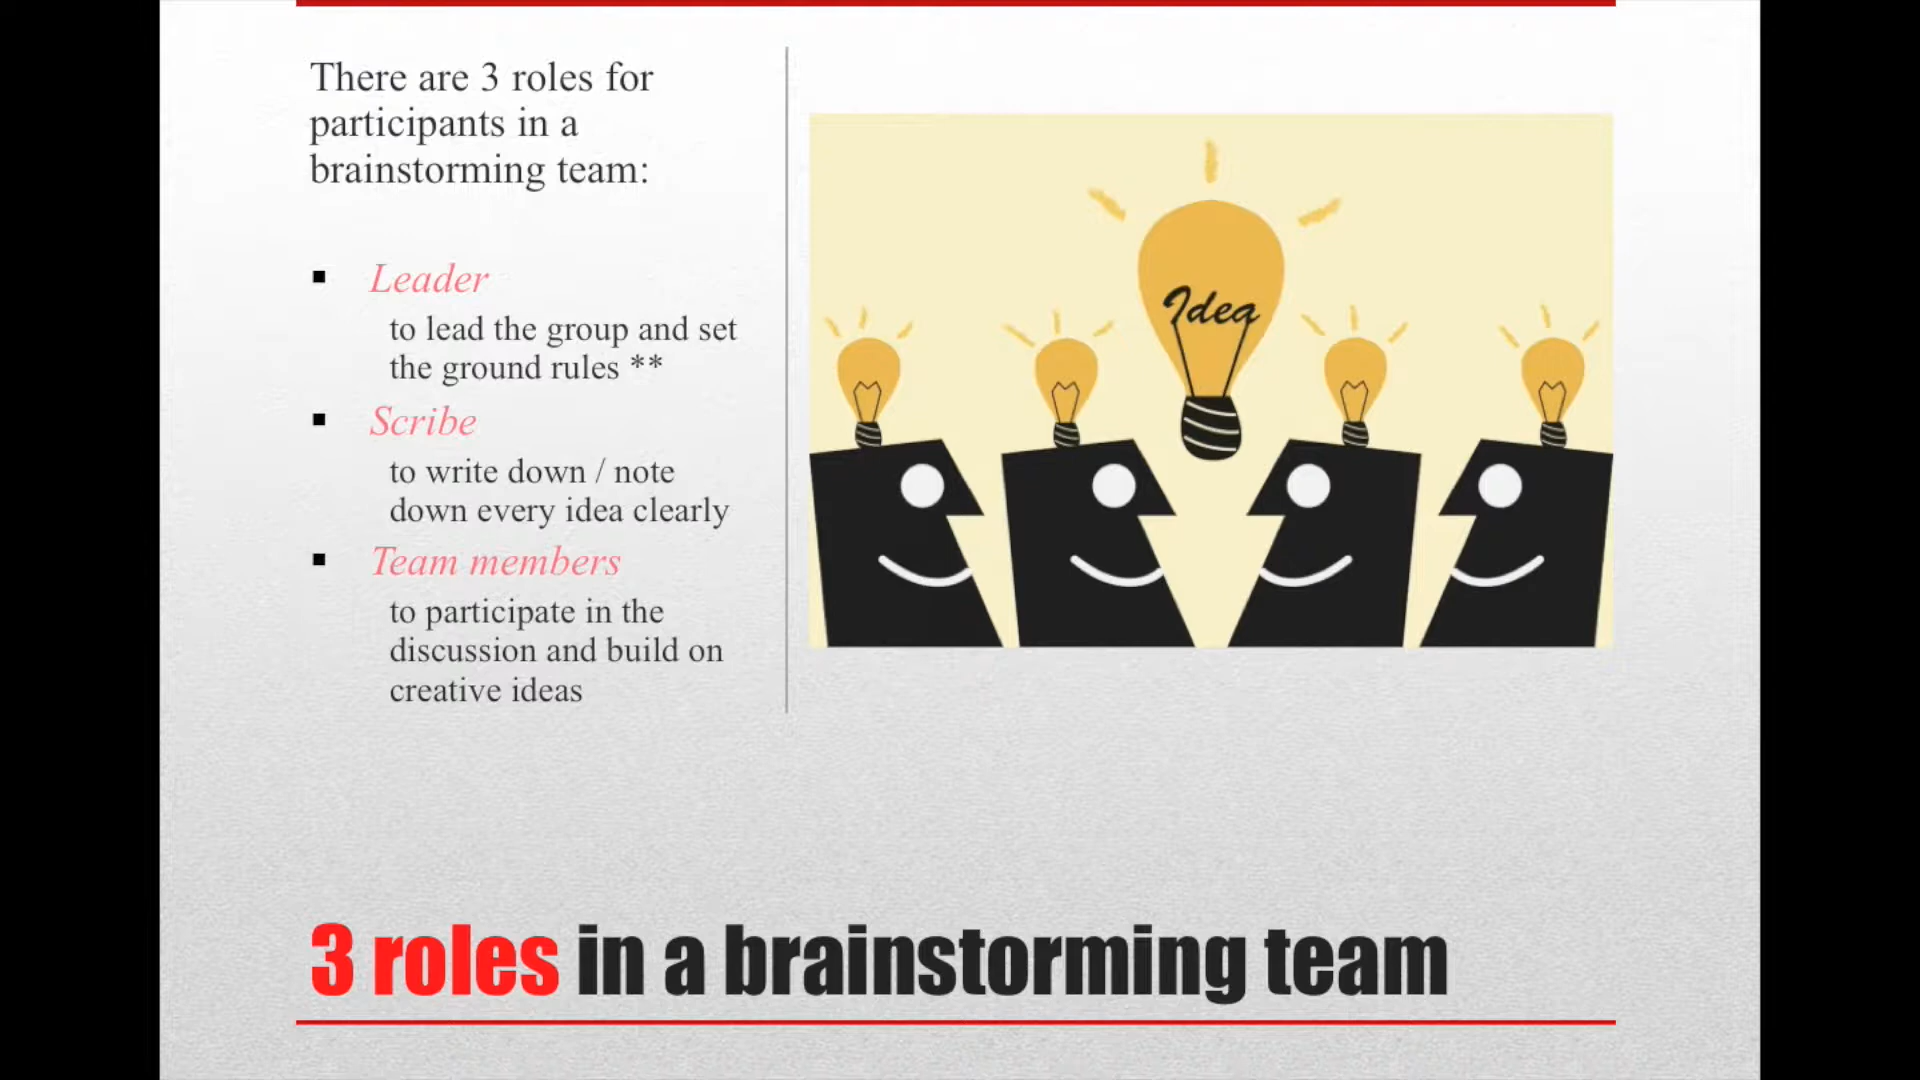 There are 3 roles for
participants in a
brainstorming team:
▪ Leader
to lead the group and set
the ground rules **
▪ Scribe
to write down / note
down every idea clearly
▪ Team members
to participate in the
discussion and build on
creative ideas
Idea
3 roles in a brainstorming team